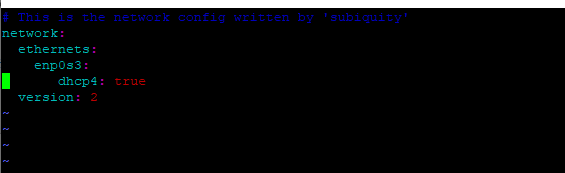 # This is the network config written by 'subiquity'
network:
  ethernets:
    enp0s3:
       dhcp4: true
  version: 2
~
~
~
~